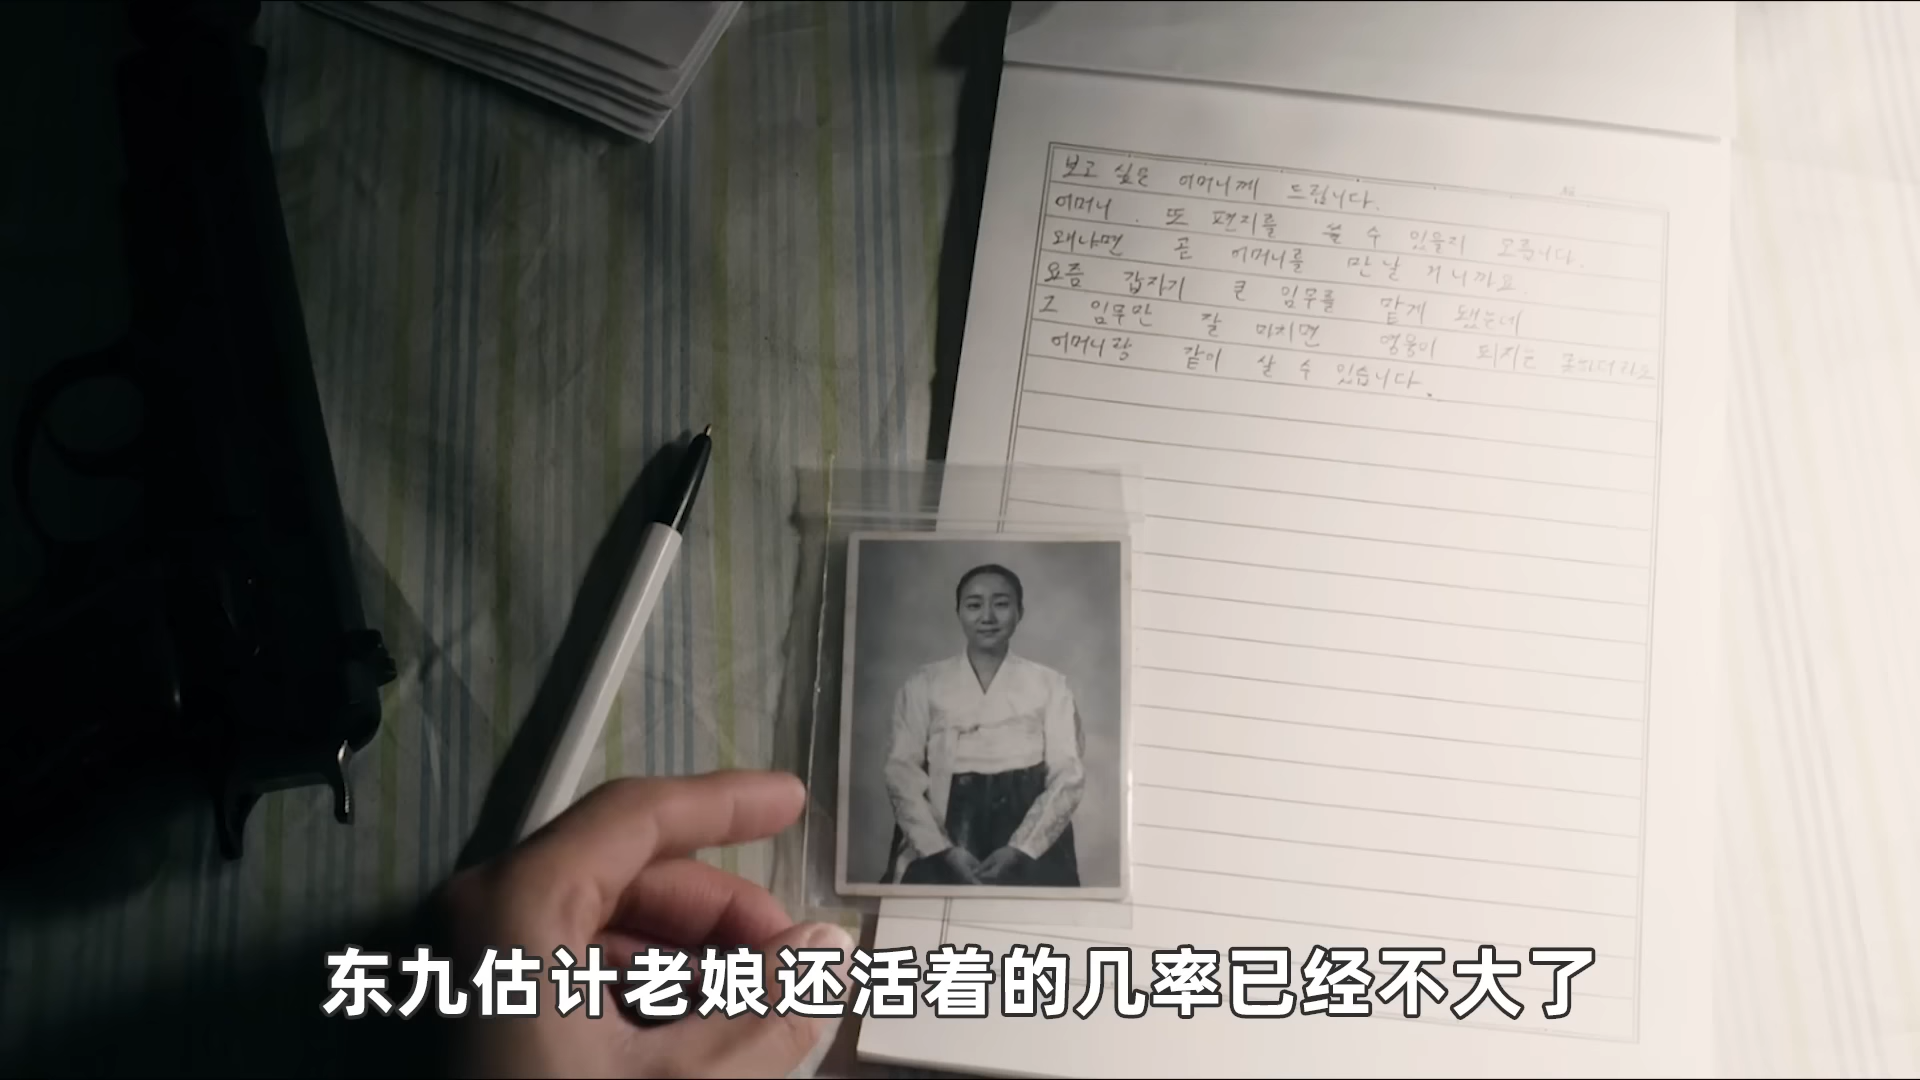 보고 싶은 어머니께 드립니다.
어머니. 또 편지를 쓸 수 있을지 모릅니다.
왜냐면 곧 어머니를 만날 거니까요.
요즘 갑자기 큰 임무를 맡게 됐는데
그 임무만 잘 마치면 영웅이 되지는 못하더라도
어머니랑 같이 살 수 있습니다.
东九估计老娘还活着的几率已经不大了